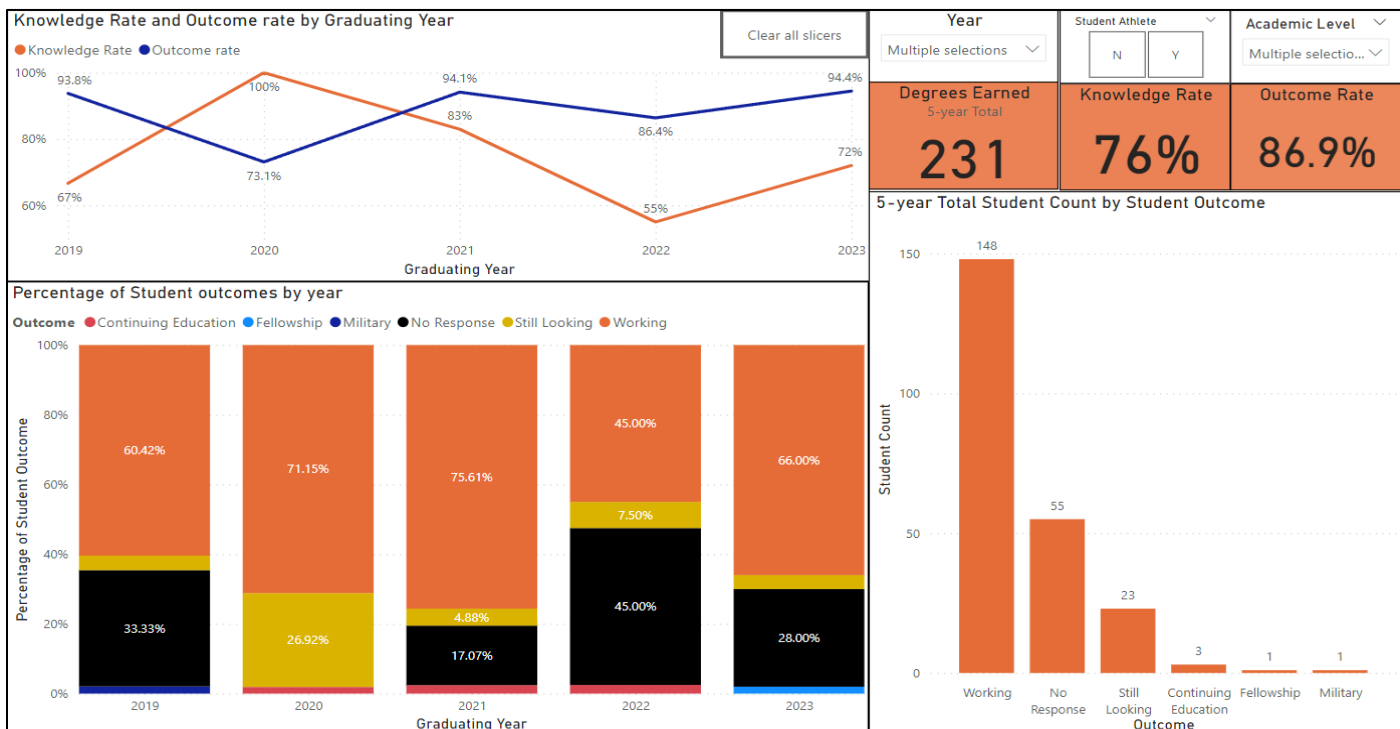 Knowledge Rate and Outcome rate by Graduating Year
Knowledge Rate Outcome rate
Clear all slicers
100%
80%
60%
93.8%
67%
100%
73.1%
94.1%
83%
86.4%
55%
94.4%
72%
2019 2020 2021 2022 2023
Graduating Year
Year
Multiple selections
Student Athlete
N Y
Academic Level
Multiple selectio...
Degrees Earned
5-year Total
231
Knowledge Rate
76%
Outcome Rate
86.9%
Percentage of Student outcomes by year
Outcome Continuing Education Fellowship Military No Response Still Looking Working
Percentage of Student Outcome
100%
80%
60%
40%
20%
0%
60.42%
33.33%
71.15%
26.92%
75.61%
4.88%
17.07%
45.00%
7.50%
45.00%
66.00%
28.00%
2019 2020 2021 2022 2023
Graduating Year
5-year Total Student Count by Student Outcome
Student Count
150
100
50
0
148
55
23
3
1
1
Working
No
Response
Still
Looking
Continuing
Education
Fellowship
Military
Outcome